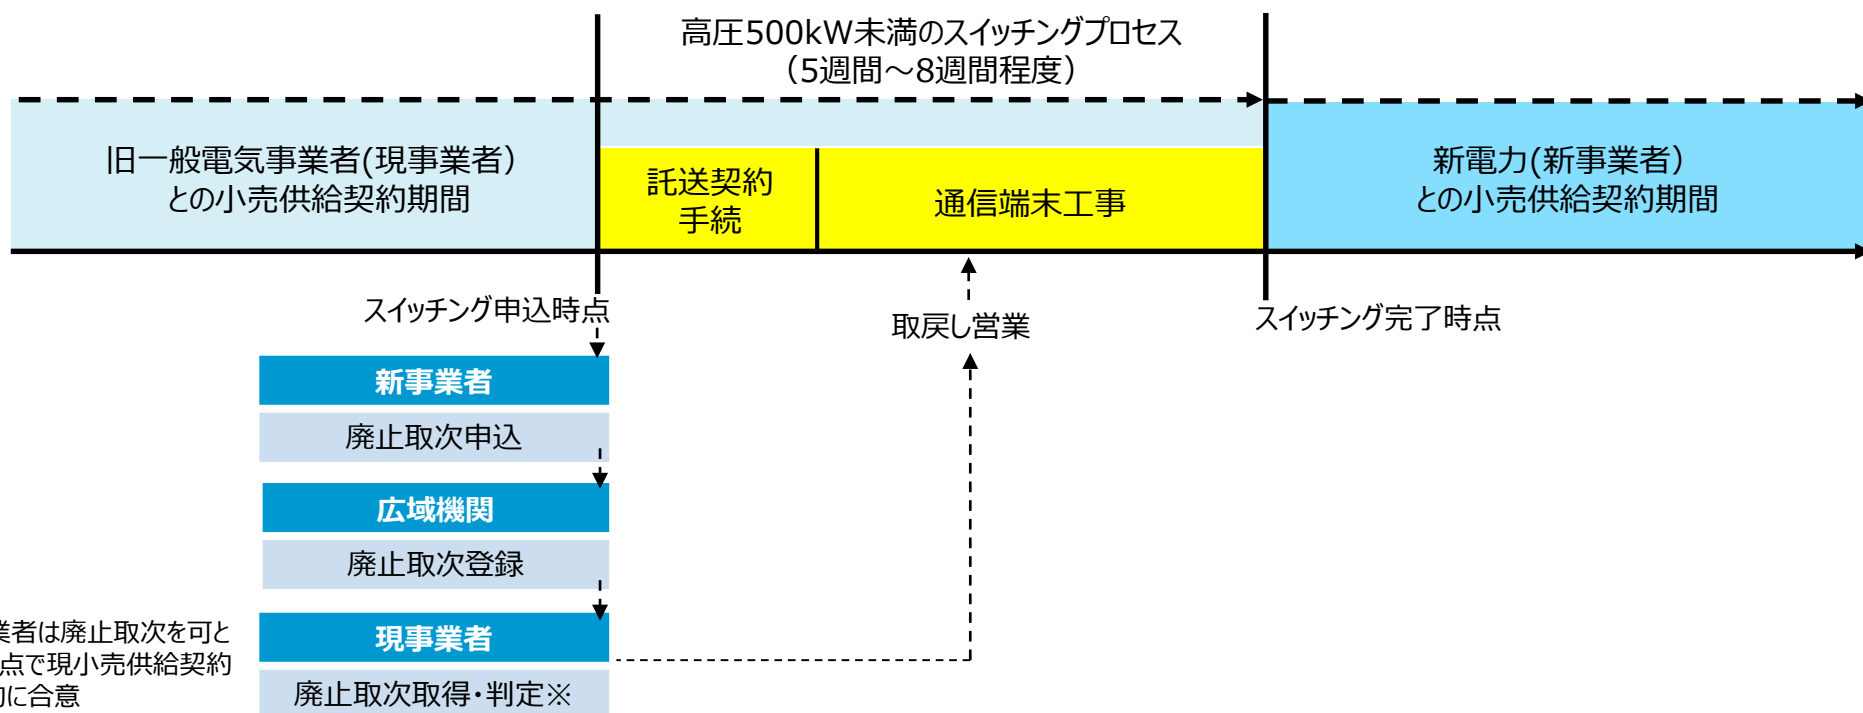 高圧500kW未満のスイッチングプロセス
（5週間～8週間程度）
旧一般電気事業者(現事業者）
との小売供給契約期間
託送契約
手続
通信端末工事
新電力(新事業者）
との小売供給契約期間
スイッチング申込時点
取戻し営業
スイッチング完了時点
新事業者
廃止取次申込
広域機関
廃止取次登録
業者は廃止取次を可と
点で現小売供給契約
に合意
現事業者
廃止取次取得・判定※